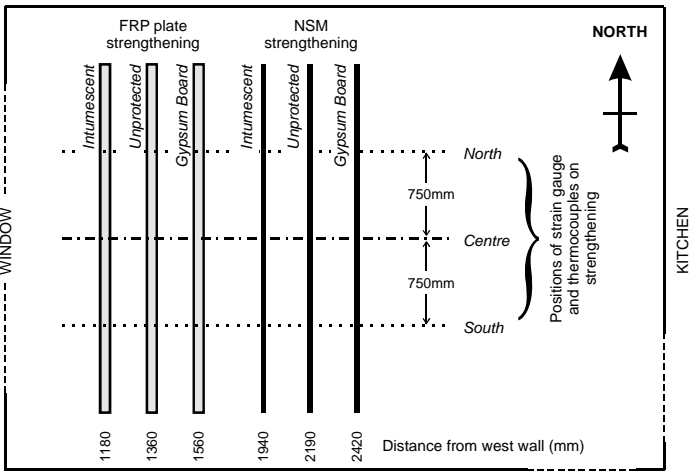 FRP plate
strengthening
NSM
strengthening
NORTH
Intumescent
Unprotected
Gypsum Board
Intumescent
Unprotected
Gypsum Board
North
750mm
Centre
750mm
South
Positions of strain gauge
and thermocouples on
strengthening
WINDOW
KITCHEN
1180
1360
1560
1940
2190
2420
Distance from west wall (mm)